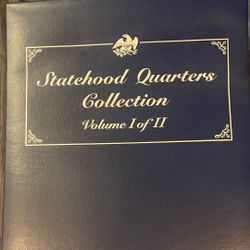 Statehood Quarters
Collection
Volume I of II